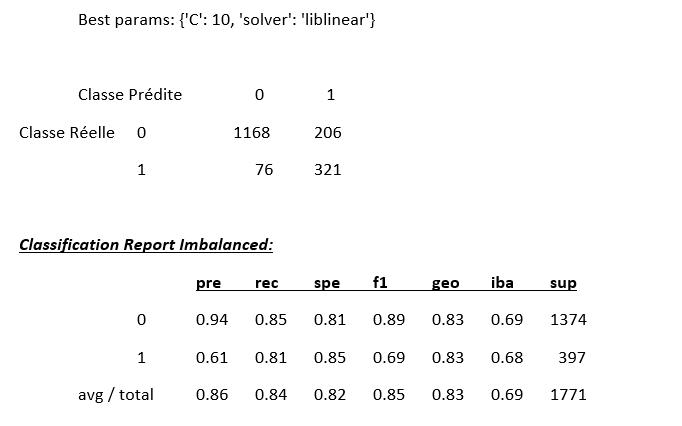 Best params: {'C': 10, 'solver': 'liblinear'}
Classe Prédite 0 1
Classe Réelle 0 1168 206
1 76 321
Classification Report Imbalanced:
pre rec spe f1 geo iba sup
0 0.94 0.85 0.81 0.89 0.83 0.69 1374
1 0.61 0.81 0.85 0.69 0.83 0.68 397
avg / total 0.86 0.84 0.82 0.85 0.83 0.69 1771